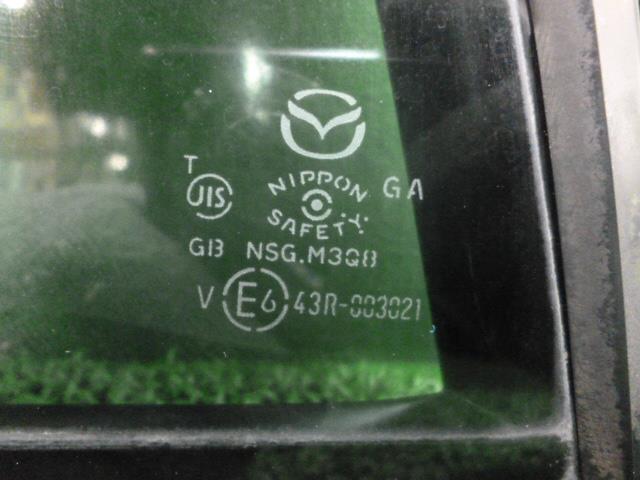 T
JIS
NIPPON
SAFETY
GA
GB NSG.M3Q8
V E6 43R-003021